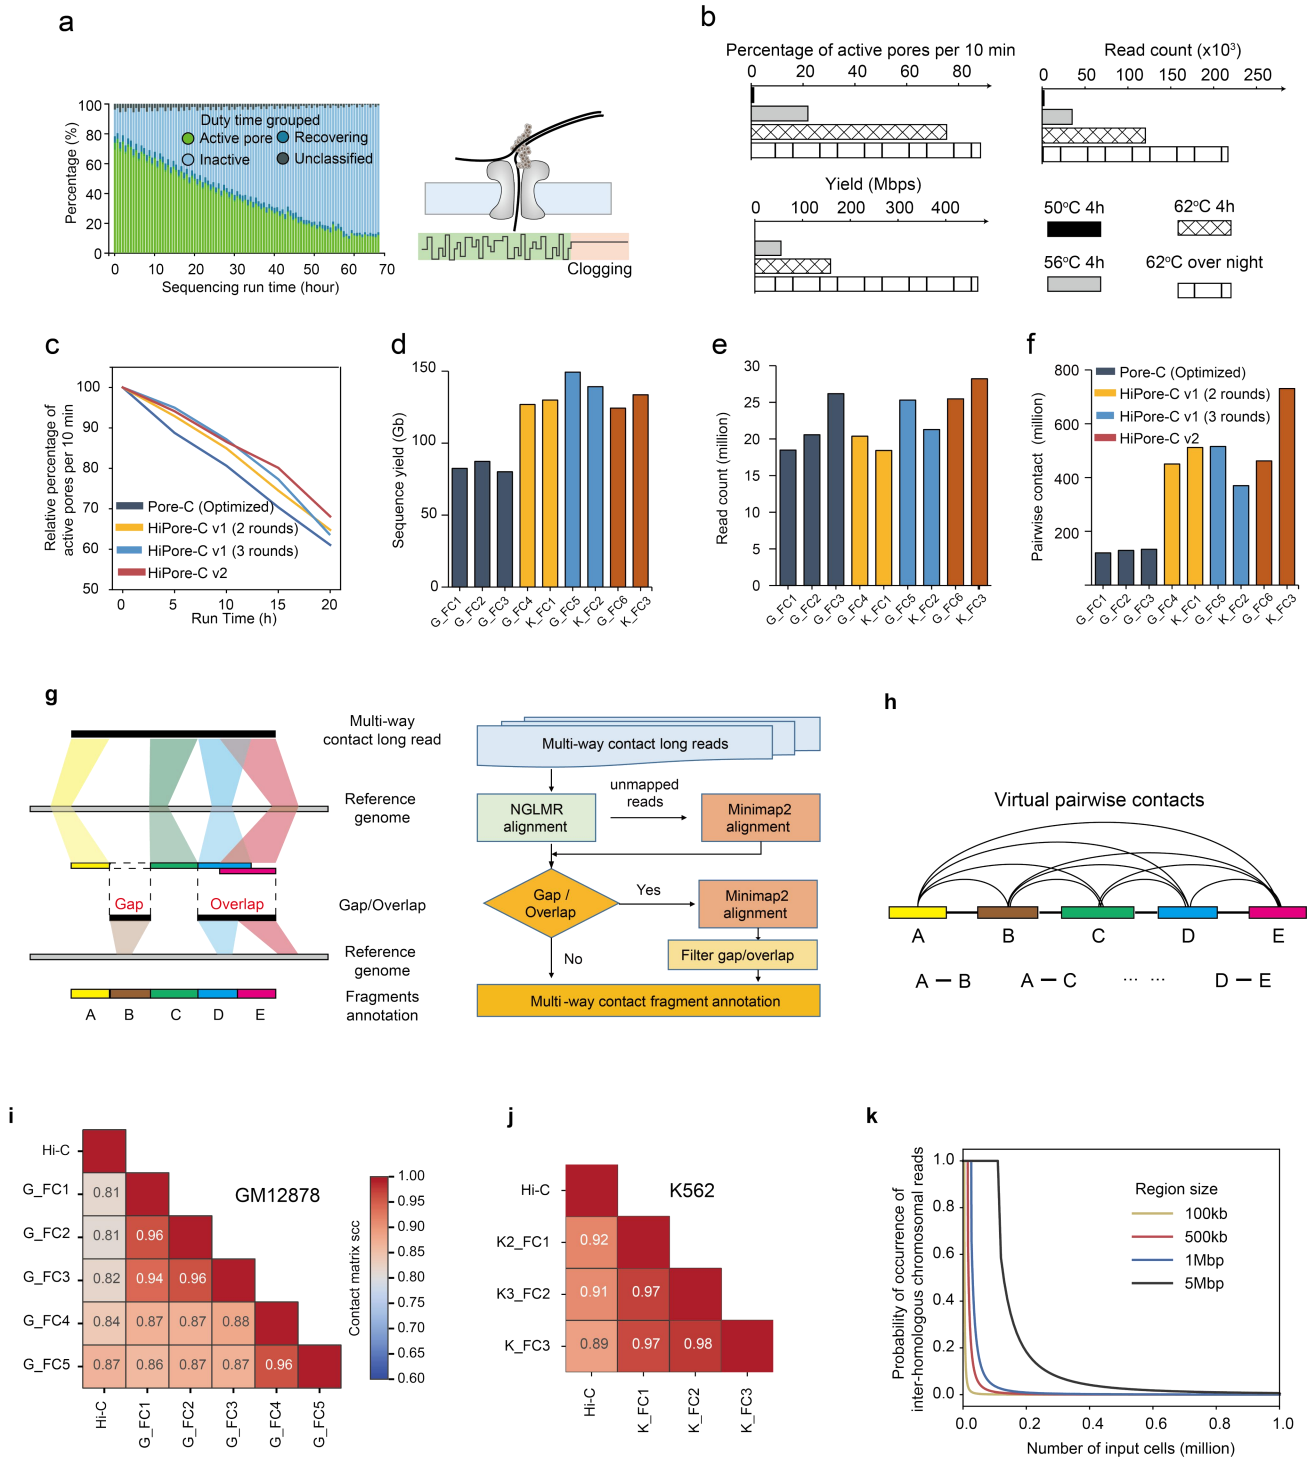 a
100
80
60
40
20
0
Percentage (%)
Duty time grouped
Active pore
Recovering
Inactive
Unclassified
0 10 20 30 40 50 60 70
Sequencing run time (hour)
Clogging
b
Percentage of active pores per 10 min
0 20 40 60 80
Read count (x10³)
0 50 100 150 200 250
Yield (Mbps)
0 100 200 300 400
50°C 4h
62°C 4h
56°C 4h
62°C over night
c
Relative percentage of
active pores per 10 min
100
90
80
70
60
50
Pore-C (Optimized)
HiPore-C v1 (2 rounds)
HiPore-C v1 (3 rounds)
HiPore-C v2
0 5 10 15 20
Run Time (h)
d
Sequence yield (Gb)
150
100
50
0
G_FC1 G_FC2 G_FC3 G_FC4 K_FC1 G_FC5 K_FC2 G_FC6 K_FC3
e
Read count (million)
30
25
20
15
10
5
0
G_FC1 G_FC2 G_FC3 G_FC4 K_FC1 G_FC5 K_FC2 G_FC6 K_FC3
f
Pairwise contact (million)
800
600
400
200
Pore-C (Optimized)
HiPore-C v1 (2 rounds)
HiPore-C v1 (3 rounds)
HiPore-C v2
G_FC1 G_FC2 G_FC3 G_FC4 K_FC1 G_FC5 K_FC2 G_FC6 K_FC3
g
Multi-way
contact long read
Reference
genome
Gap
Overlap
Gap/Overlap
Reference
genome
Fragments
annotation
A B C D E
Multi-way contact long reads
NGLMR
alignment
unmapped
reads
Minimap2
alignment
Gap /
Overlap
Yes
Minimap2
alignment
No
Filter gap/overlap
Multi-way contact fragment annotation
h
Virtual pairwise contacts
A B C D E
A — B A — C ... ... D — E
i
GM12878
Hi-C
G_FC1 0.81
G_FC2 0.81 0.96
G_FC3 0.82 0.94 0.96
G_FC4 0.84 0.87 0.87 0.88
G_FC5 0.87 0.86 0.87 0.87 0.96
Hi-C G_FC1 G_FC2 G_FC3 G_FC4 G_FC5
Contact matrix scc
1.00
0.95
0.90
0.85
0.80
0.75
0.70
0.65
0.60
j
K562
Hi-C
K2_FC1 0.92
K3_FC2 0.91 0.97
K_FC3 0.89 0.97 0.98
Hi-C K_FC1 K_FC2 K_FC3
k
Probability of occurrence of
inter-homologous chromosomal reads
1.0
0.8
0.6
0.4
0.2
0.0
Region size
100kb
500kb
1Mbp
5Mbp
0.0 0.2 0.4 0.6 0.8 1.0
Number of input cells (million)